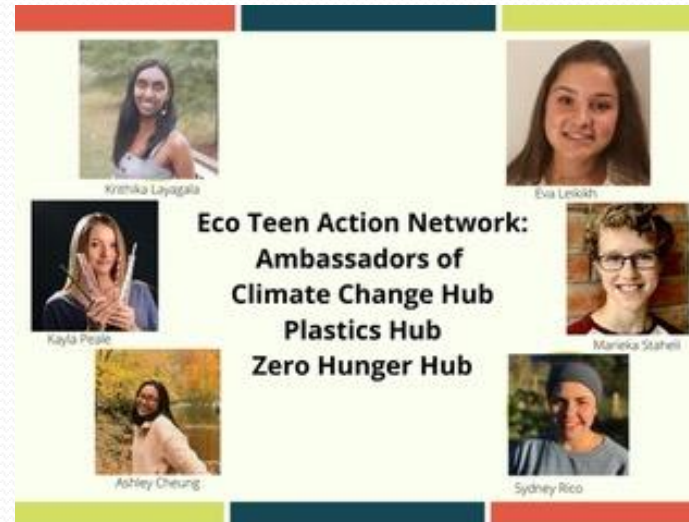 Krithika Layagala
Eva Leikikh
Eco Teen Action Network:
Ambassadors of
Climate Change Hub
Plastics Hub
Zero Hunger Hub
Kayla Peale
Marieka Staheli
Ashley Cheung
Sydney Rico